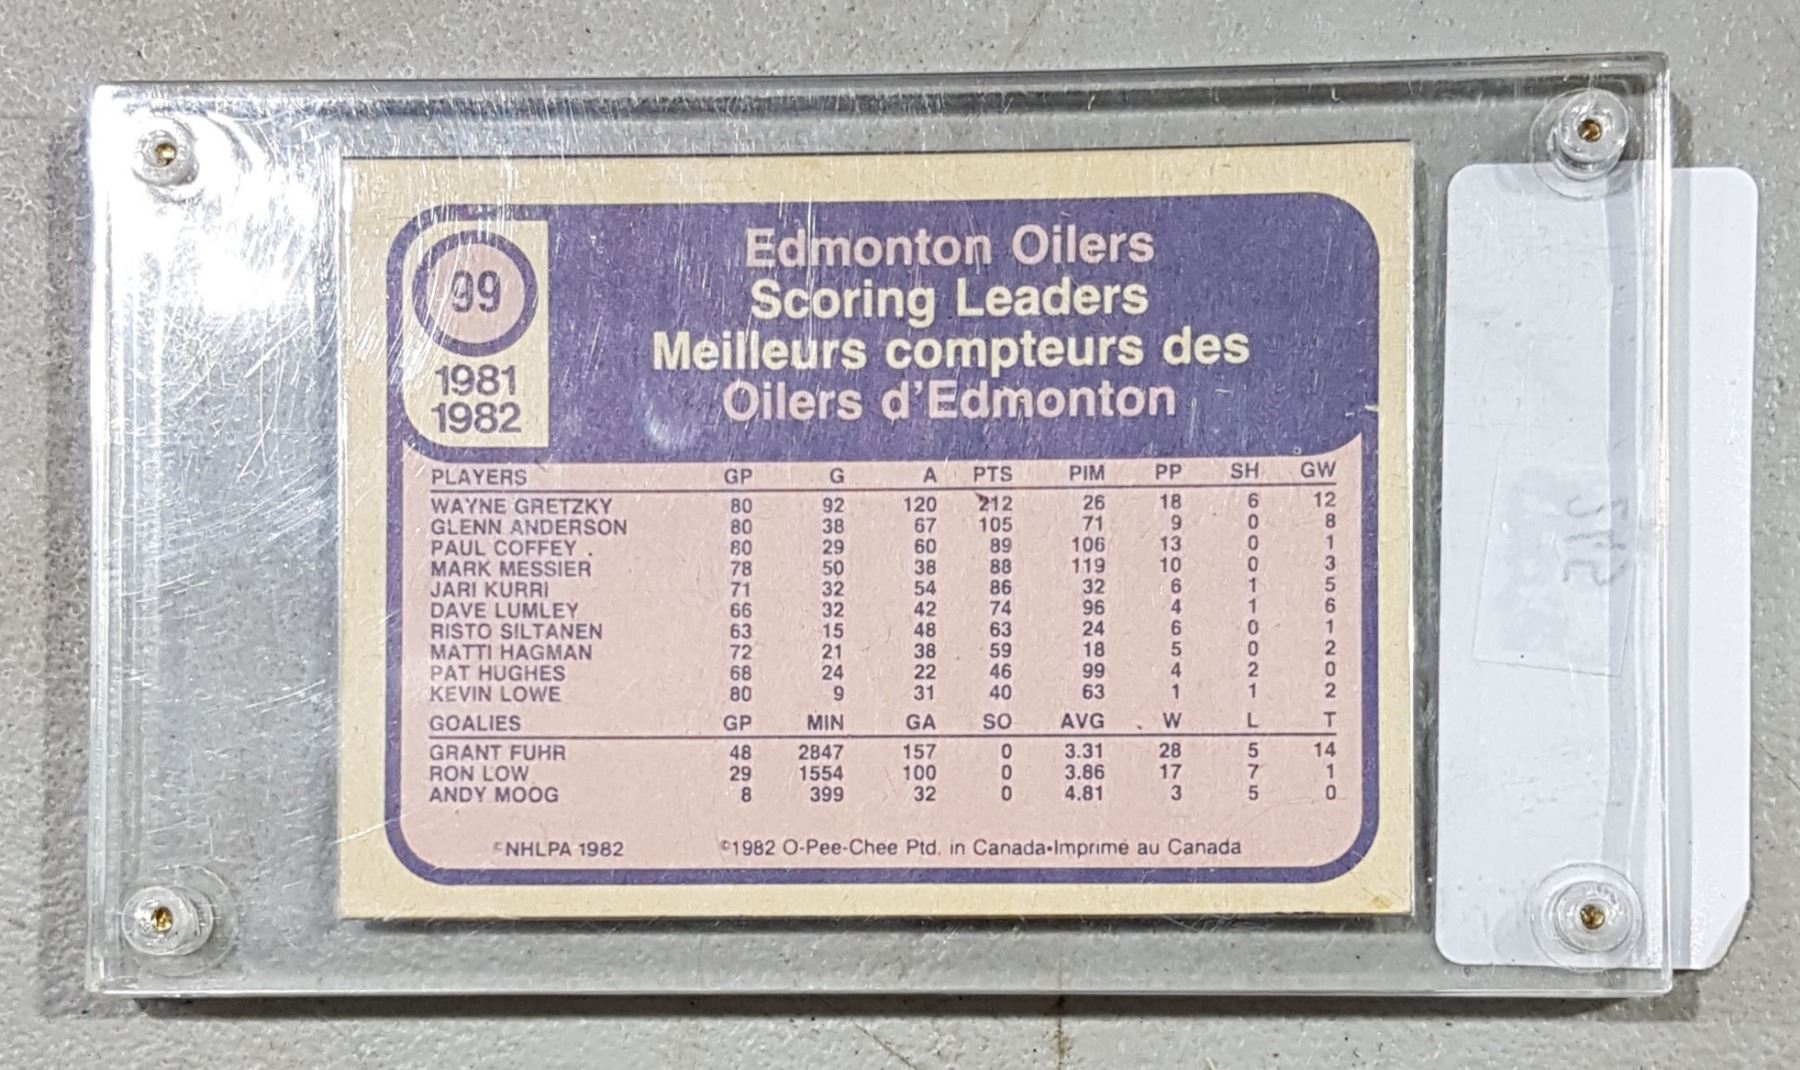 99
1981
1982
Edmonton Oilers
Scoring Leaders
Meilleurs compteurs des
Oilers d'Edmonton
PLAYERS GP G A PTS PIM PP SH GW
WAYNE GRETZKY 80 92 120 212 26 18 6 12
GLENN ANDERSON 80 38 67 105 71 9 0 8
PAUL COFFEY 80 29 60 89 106 13 0 1
MARK MESSIER 78 50 38 88 119 10 0 3
JARI KURRI 71 32 54 86 32 6 1 5
DAVE LUMLEY 66 32 42 74 96 4 1 6
RISTO SILTANEN 63 15 48 63 24 6 0 1
MATTI HAGMAN 72 21 38 59 18 5 0 2
PAT HUGHES 68 24 22 46 99 4 2 0
KEVIN LOWE 80 9 31 40 63 1 1 2
GOALIES GP MIN GA SO AVG W L T
GRANT FUHR 48 2847 157 0 3.31 28 5 14
RON LOW 29 1554 100 0 3.86 17 7 1
ANDY MOOG 8 399 32 0 4.81 3 5 0
©NHLPA 1982 ©1982 O-Pee-Chee Ptd. in Canada•Imprimé au Canada